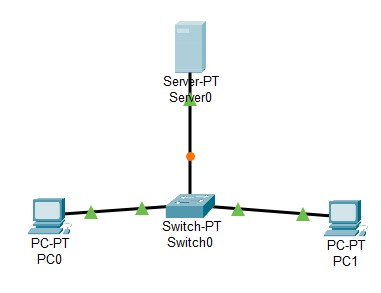 Server-PT
Server0
Switch-PT
Switch0
PC-PT
PC0
PC-PT
PC1